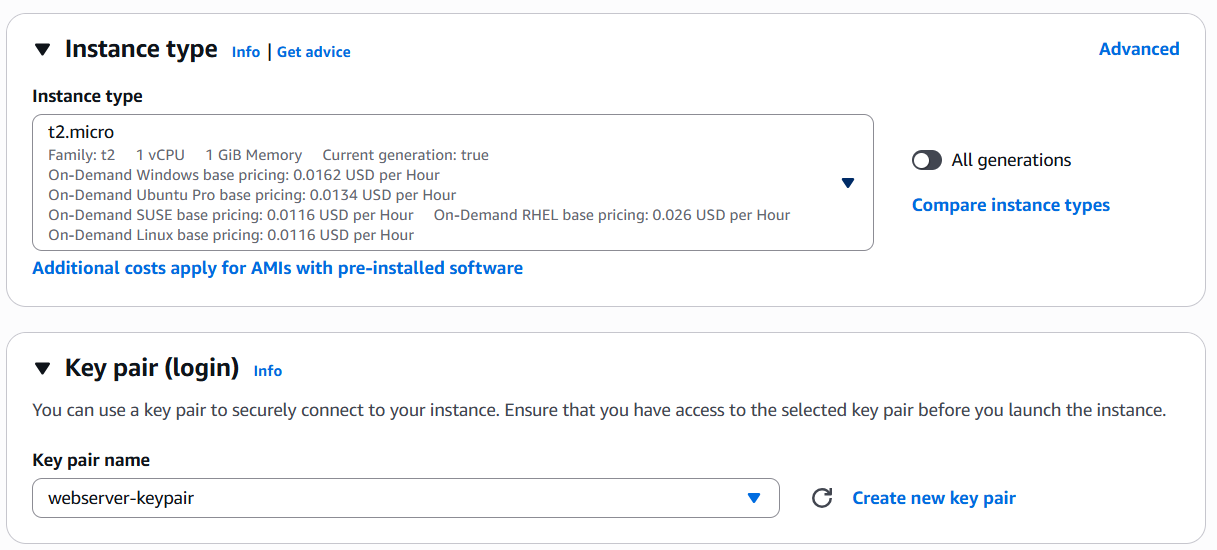 Instance type Info | Get advice
Advanced
Instance type
t2.micro
Family: t2 1 vCPU 1 GiB Memory Current generation: true
On-Demand Windows base pricing: 0.0162 USD per Hour
On-Demand Ubuntu Pro base pricing: 0.0134 USD per Hour
On-Demand SUSE base pricing: 0.0116 USD per Hour On-Demand RHEL base pricing: 0.026 USD per Hour
On-Demand Linux base pricing: 0.0116 USD per Hour
All generations
Compare instance types
Additional costs apply for AMIs with pre-installed software
Key pair (login) Info
You can use a key pair to securely connect to your instance. Ensure that you have access to the selected key pair before you launch the instance.
Key pair name
webserver-keypair
Create new key pair